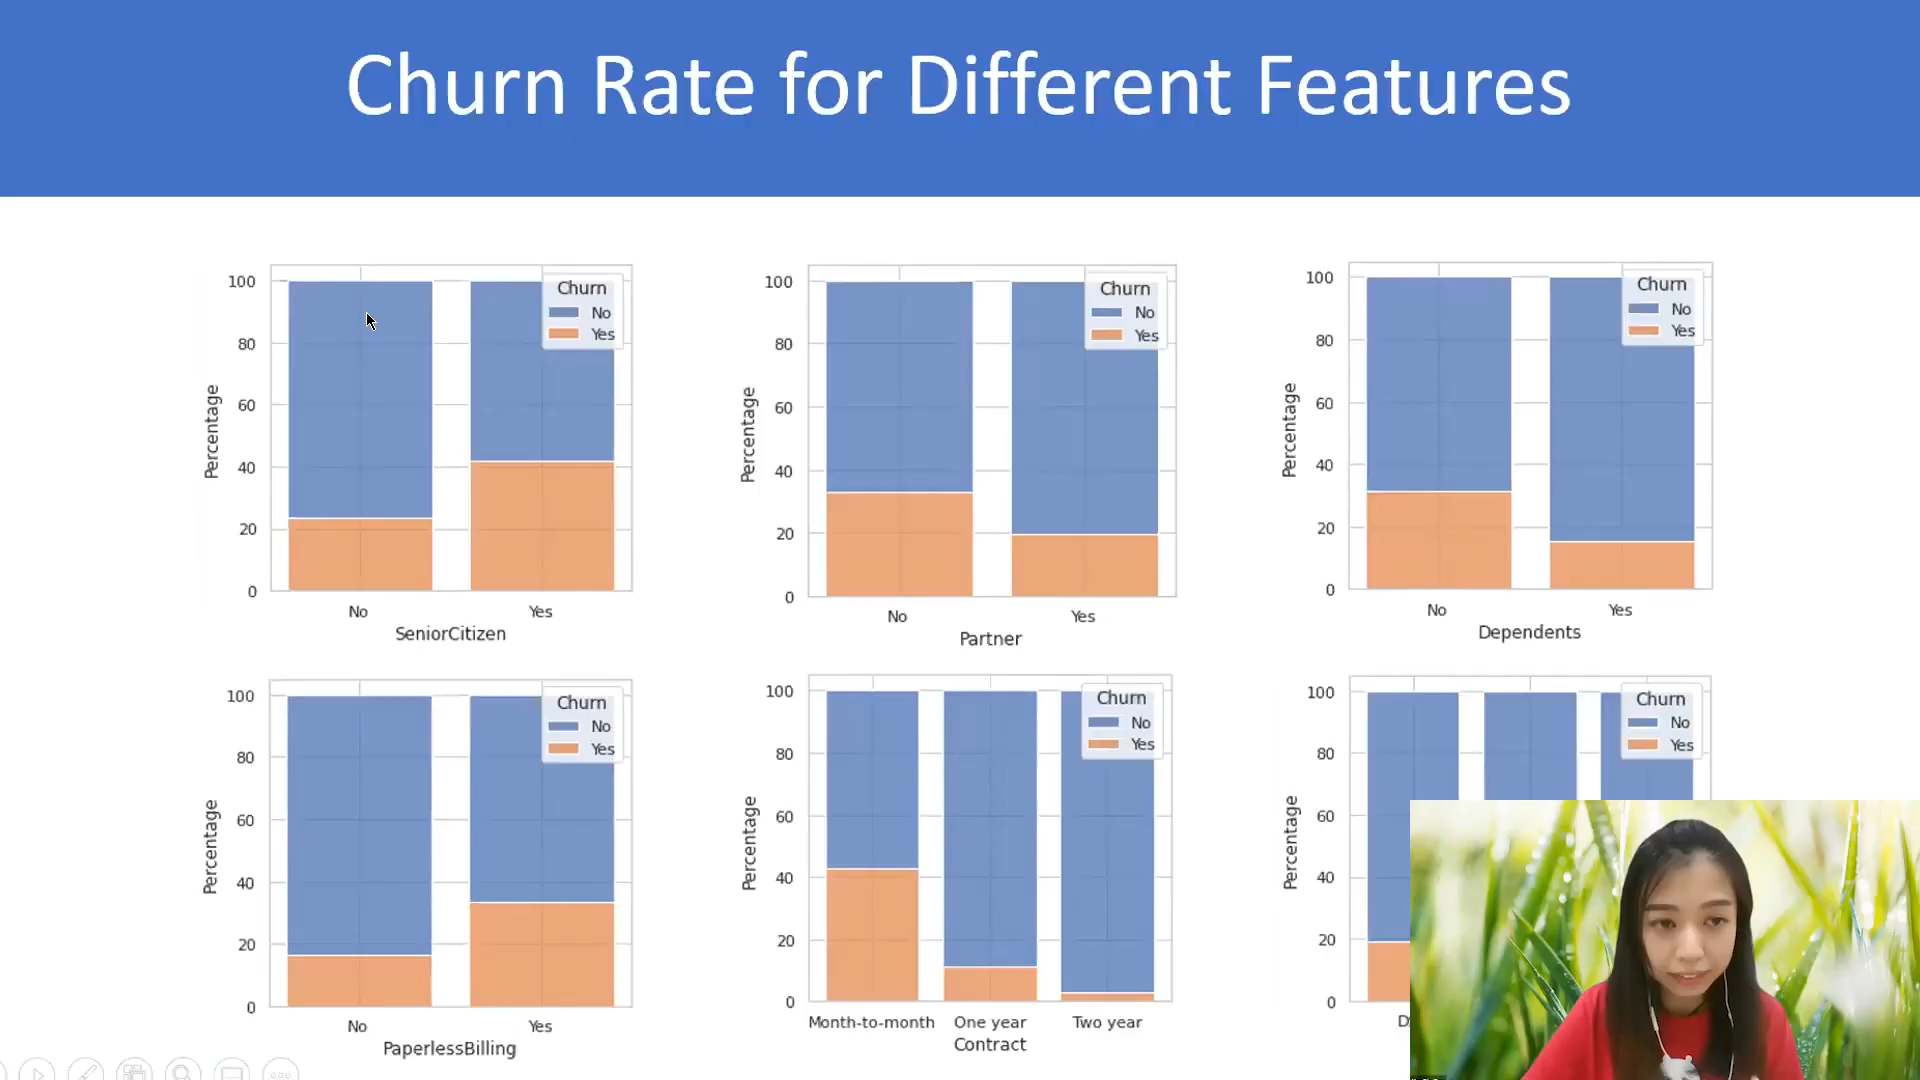 Churn Rate for Different Features
100
80
60
40
20
0
Percentage
Churn
No
Yes
No
Yes
SeniorCitizen
100
80
60
40
20
0
Percentage
Churn
No
Yes
No
Yes
Partner
100
80
60
40
20
0
Percentage
Churn
No
Yes
No
Yes
Dependents
100
80
60
40
20
0
Percentage
Churn
No
Yes
No
Yes
PaperlessBilling
100
80
60
40
20
0
Percentage
Churn
No
Yes
Month-to-month
One year
Two year
Contract
100
80
60
40
20
0
Percentage
Churn
No
Yes